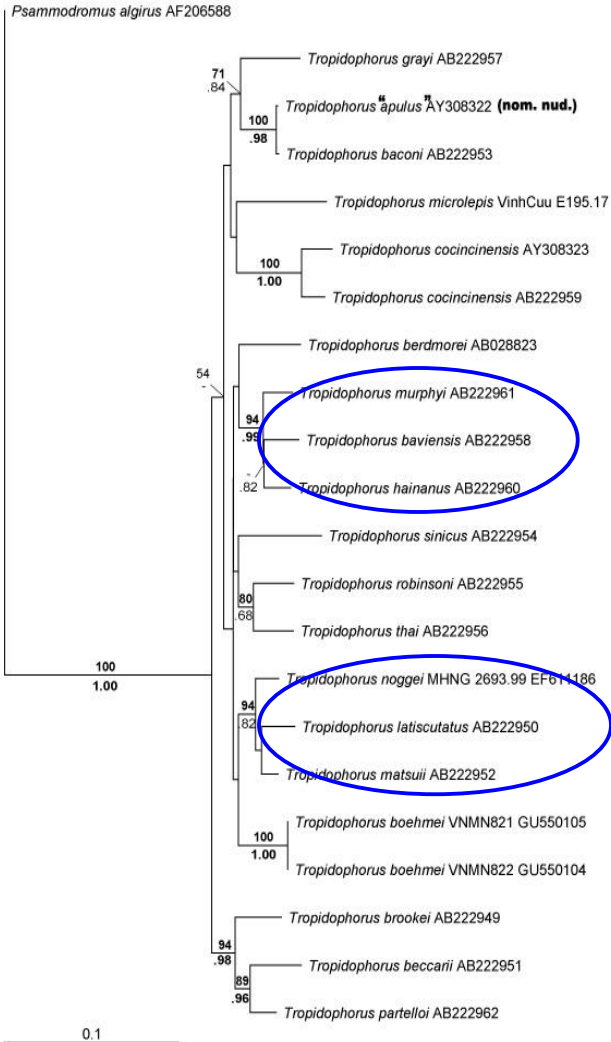 Psammodromus algirus AF206588
Tropidophorus grayi AB222957
71
.84
Tropidophorus "apulus" AY308322 (nom. nud.)
100
.98
Tropidophorus baconi AB222953
Tropidophorus microlepis VinhCuu E195.17
Tropidophorus cocincinensis AY308323
100
1.00
Tropidophorus cocincinensis AB222959
Tropidophorus berdmorei AB028823
54
-
Tropidophorus murphyi AB222961
94
.99
Tropidophorus baviensis AB222958
-
.82
Tropidophorus hainanus AB222960
Tropidophorus sinicus AB222954
Tropidophorus robinsoni AB222955
80
.68
Tropidophorus thai AB222956
100
1.00
Tropidophorus noggei MHNG 2693.99 EF611186
94
.82
Tropidophorus latiscutatus AB222950
Tropidophorus matsuii AB222952
Tropidophorus boehmei VNMN821 GU550105
100
1.00
Tropidophorus boehmei VNMN822 GU550104
Tropidophorus brookei AB222949
94
.98
Tropidophorus beccarii AB222951
89
.96
Tropidophorus partelloi AB222962
0.1